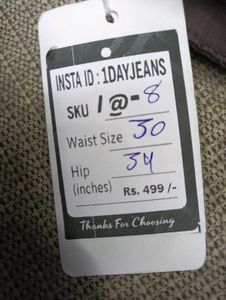 INSTA ID : 1DAYJEANS
SKU 1@-8
Waist Size 30
Hip 34
(inches) Rs. 499 /-
Thanks For Choosing